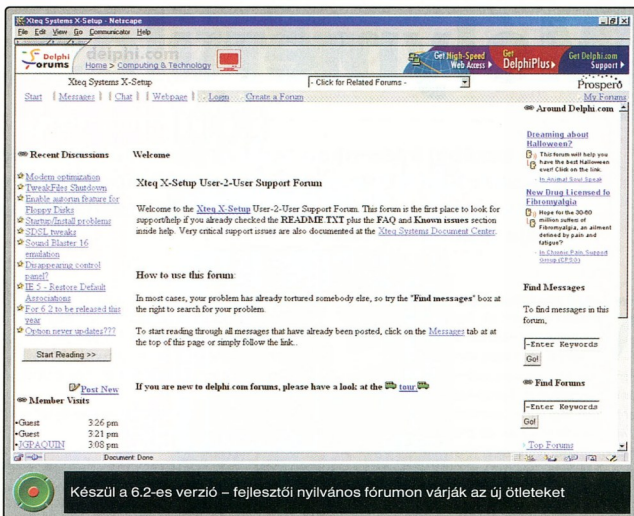 Xteq Systems X-Setup - Netscape
File Edit View Go Communicator Help
Delphi Forums
delphi.com
Home > Computing & Technology
Get High-Speed Web Access
Get DelphiPlus
Get Delphi.com Support
Xteq Systems X-Setup
- Click for Related Forums -
Prospero
Start | Messages | Chat | Webpage | Login Create a Forum
My Forums
Recent Discussions
Modem optimization
TweakFiles Shutdown
Enable autorun feature for Floppy Disks
Startup/Install problems
SDSL tweaks
Sound Blaster 16 emulation
Disappearing control panel?
IE 5 - Restore Default Associations
For 6.2 to be released this year
Option never updates???
Start Reading >>
Post New
Member Visits
•Guest 3:26 pm
•Guest 3:21 pm
•JGPAQUIN 3:08 pm
Welcome
Xteq X-Setup User-2-User Support Forum
Welcome to the Xteq X-Setup User-2-User Support Forum. This forum is the first place to look for
support/help if you already checked the README.TXT plus the FAQ and Known issues section
inside help. Very critical support issues are also documented at the Xteq Systems Document Center.
How to use this forum:
In most cases, your problem has already tortured somebody else, so try the "Find messages" box at
the right to search for your problem.
To start reading through all messages that have already been posted, click on the Messages tab at at
the top of this page or simply follow the link..
If you are new to delphi.com forums, please have a look at the tour.
Around Delphi.com
Dreaming about Halloween?
This forum will help you have the best Halloween ever! Click on the link.
- In Animal Soul Speak
New Drug Licensed fo Fibromyalgia
Hope for the 30-60 million suffers of Fibromyalgia, an ailment defined by pain and fatigue?
- In Chronic Pain Support Group (CPSG)
Find Messages
To find messages in this forum,
-Enter Keywords
Go!
Find Forums
-Enter Keywords
Go!
Top Forums
Document: Done
Készül a 6.2-es verzió – fejlesztői nyilvános fórumon várják az új ötleteket